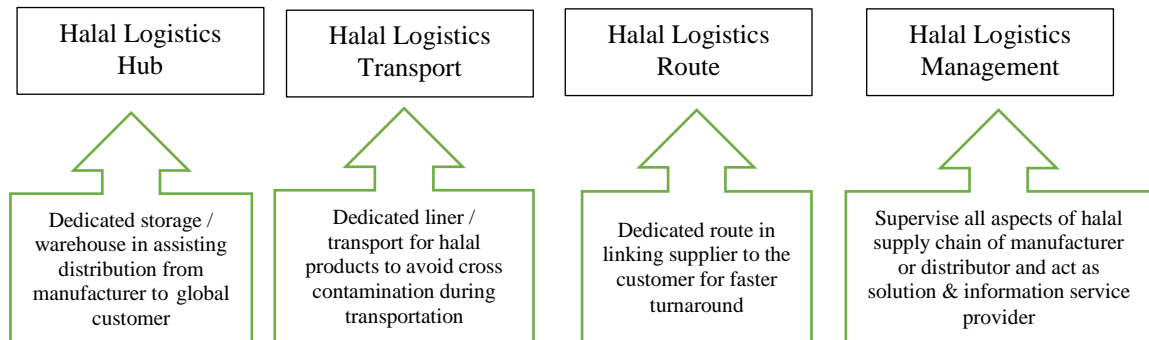 Halal Logistics
Hub
Halal Logistics
Transport
Halal Logistics
Route
Halal Logistics
Management
Dedicated storage /
warehouse in assisting
distribution from
manufacturer to global
customer
Dedicated liner /
transport for halal
products to avoid cross
contamination during
transportation
Dedicated route in
linking supplier to the
customer for faster
turnaround
Supervise all aspects of halal
supply chain of manufacturer
or distributor and act as
solution & information service
provider